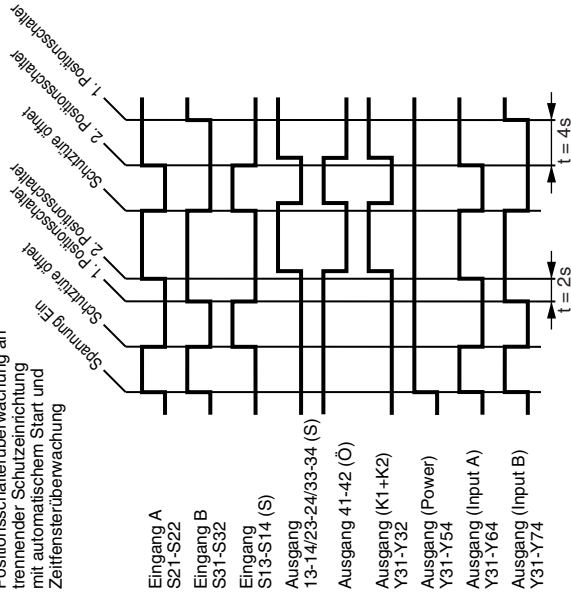 Positionsschalterüberwachung an
trennender Schutzeinrichtung
mit automatischem Start und
Zeitfensterüberwachung
Spannung Ein
Schutztüre öffnet
1. Positionsschalter
2. Positionsschalter
Schutztüre öffnet
2. Positionsschalter
1. Positionsschalter
Eingang A
S21-S22
Eingang B
S31-S32
Eingang
S13-S14 (S)
Ausgang
13-14/23-24/33-34 (S)
Ausgang 41-42 (Ö)
Ausgang (K1+K2)
Y31-Y32
Ausgang (Power)
Y31-Y54
Ausgang (Input A)
Y31-Y64
Ausgang (Input B)
Y31-Y74
t = 2s
t = 4s